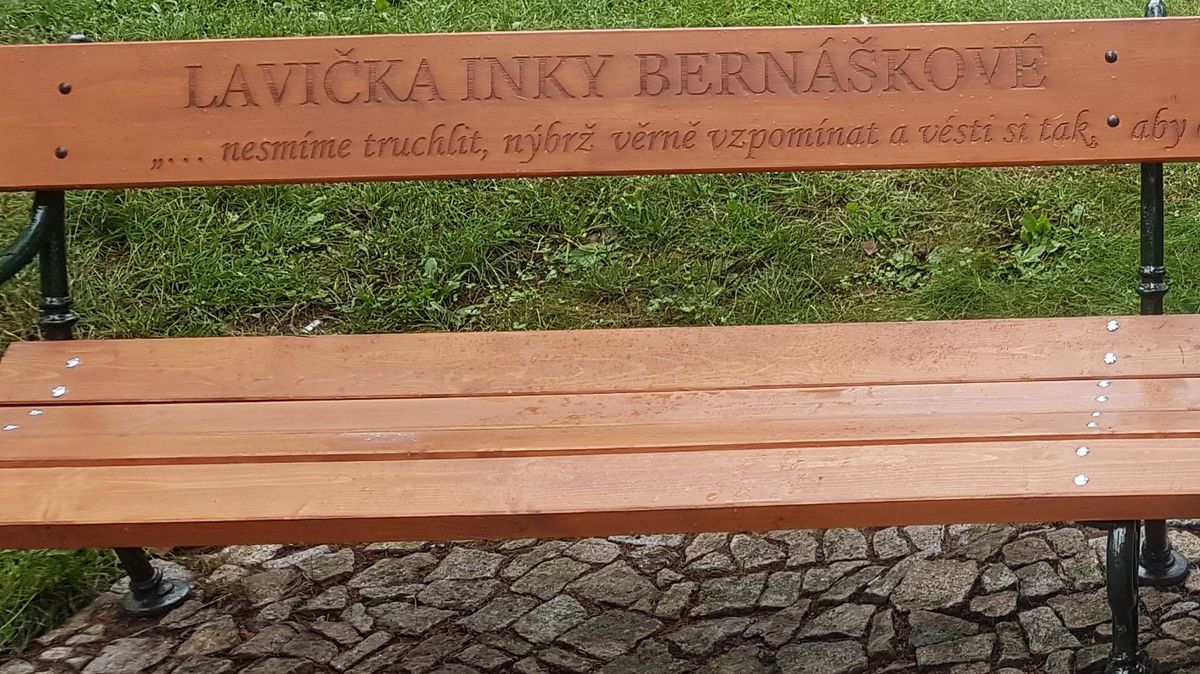 LAVIČKA INKY BERNÁŠKOVÉ
„... nesmíme truchlit, nýbrž věrně vzpomínat a vésti si tak, aby